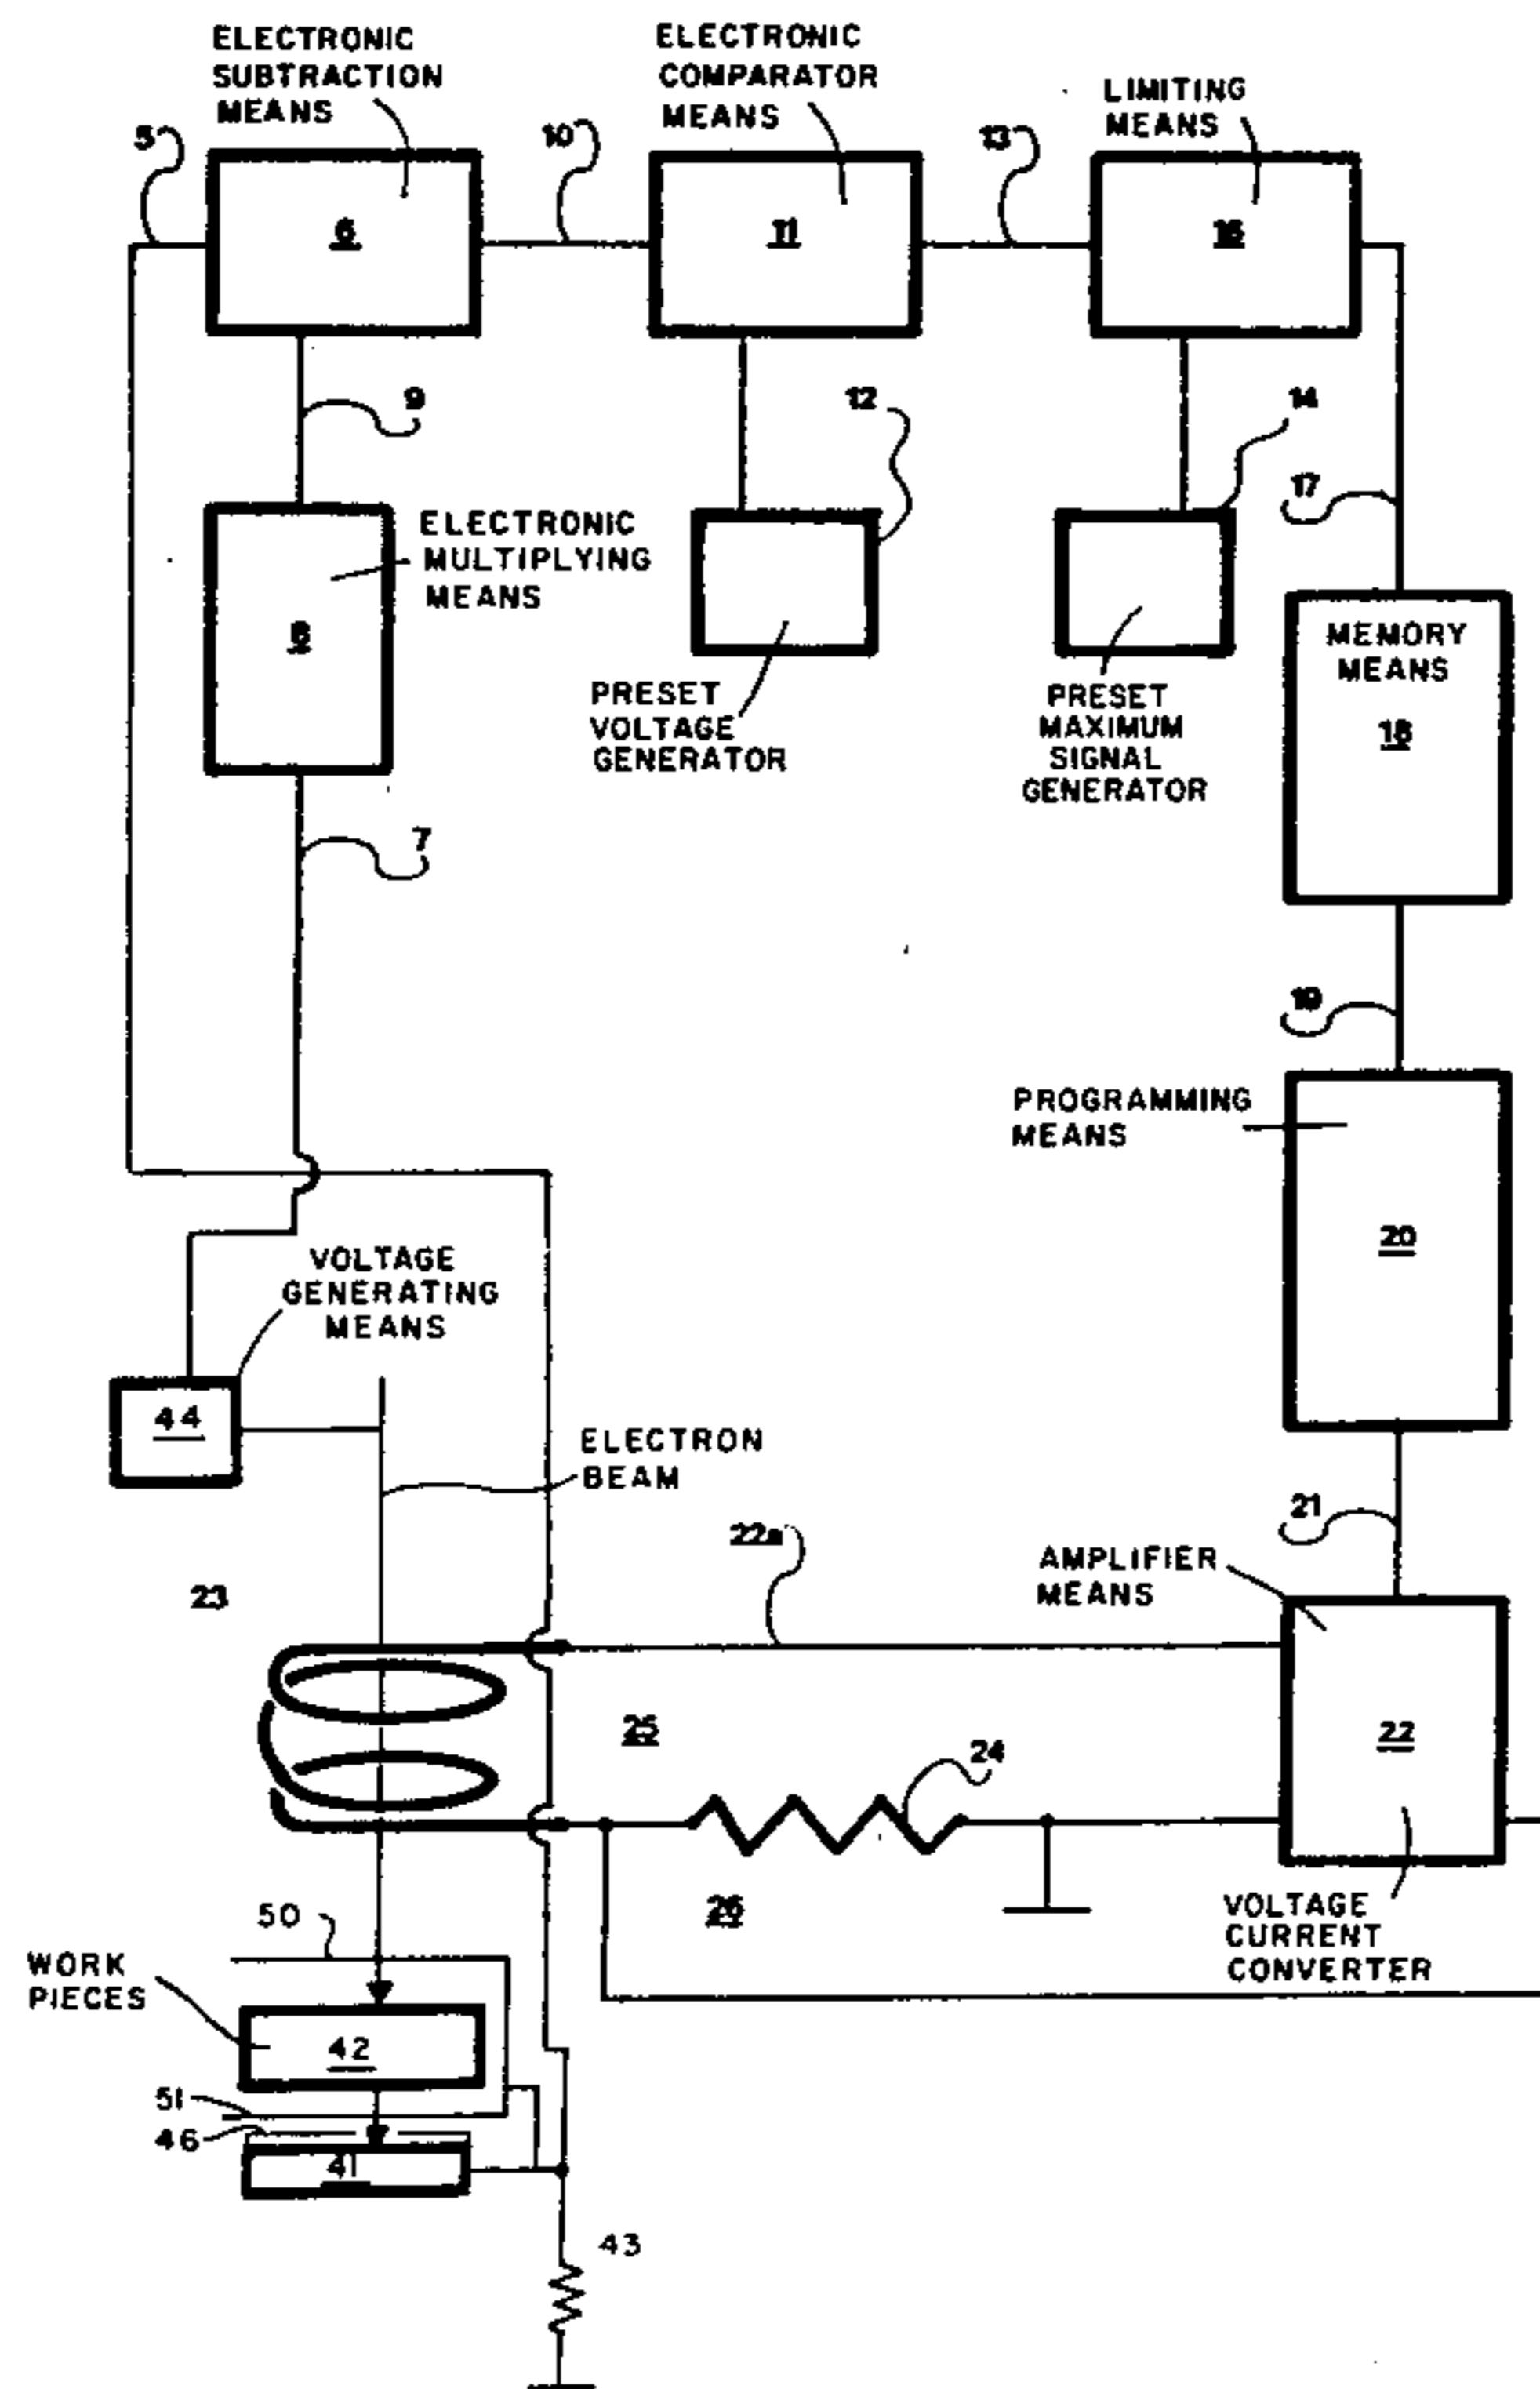 ELECTRONIC
SUBTRACTION
MEANS
ELECTRONIC
COMPARATOR
MEANS
LIMITING
MEANS
5
10
13
6
11
16
9
12
14
17
ELECTRONIC
MULTIPLYING
MEANS
8
PRESET
VOLTAGE
GENERATOR
PRESET
MAXIMUM
SIGNAL
GENERATOR
MEMORY
MEANS
18
7
19
PROGRAMMING
MEANS
20
VOLTAGE
GENERATING
MEANS
44
ELECTRON
BEAM
22a
21
AMPLIFIER
MEANS
23
25
24
22
26
VOLTAGE
CURRENT
CONVERTER
50
WORK
PIECES
42
51
46
41
43